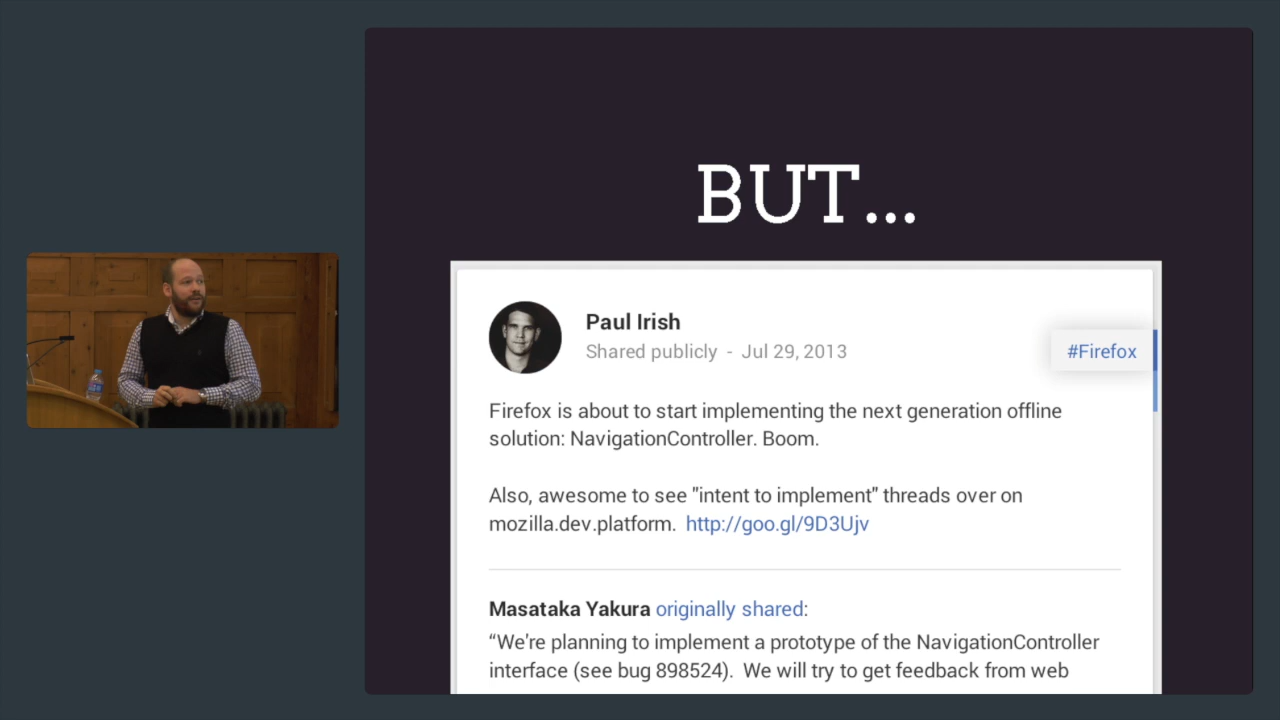 BUT...
Paul Irish
Shared publicly - Jul 29, 2013
#Firefox
Firefox is about to start implementing the next generation offline
solution: NavigationController. Boom.
Also, awesome to see "intent to implement" threads over on
mozilla.dev.platform. http://goo.gl/9D3Ujv
Masataka Yakura originally shared:
“We're planning to implement a prototype of the NavigationController
interface (see bug 898524). We will try to get feedback from web